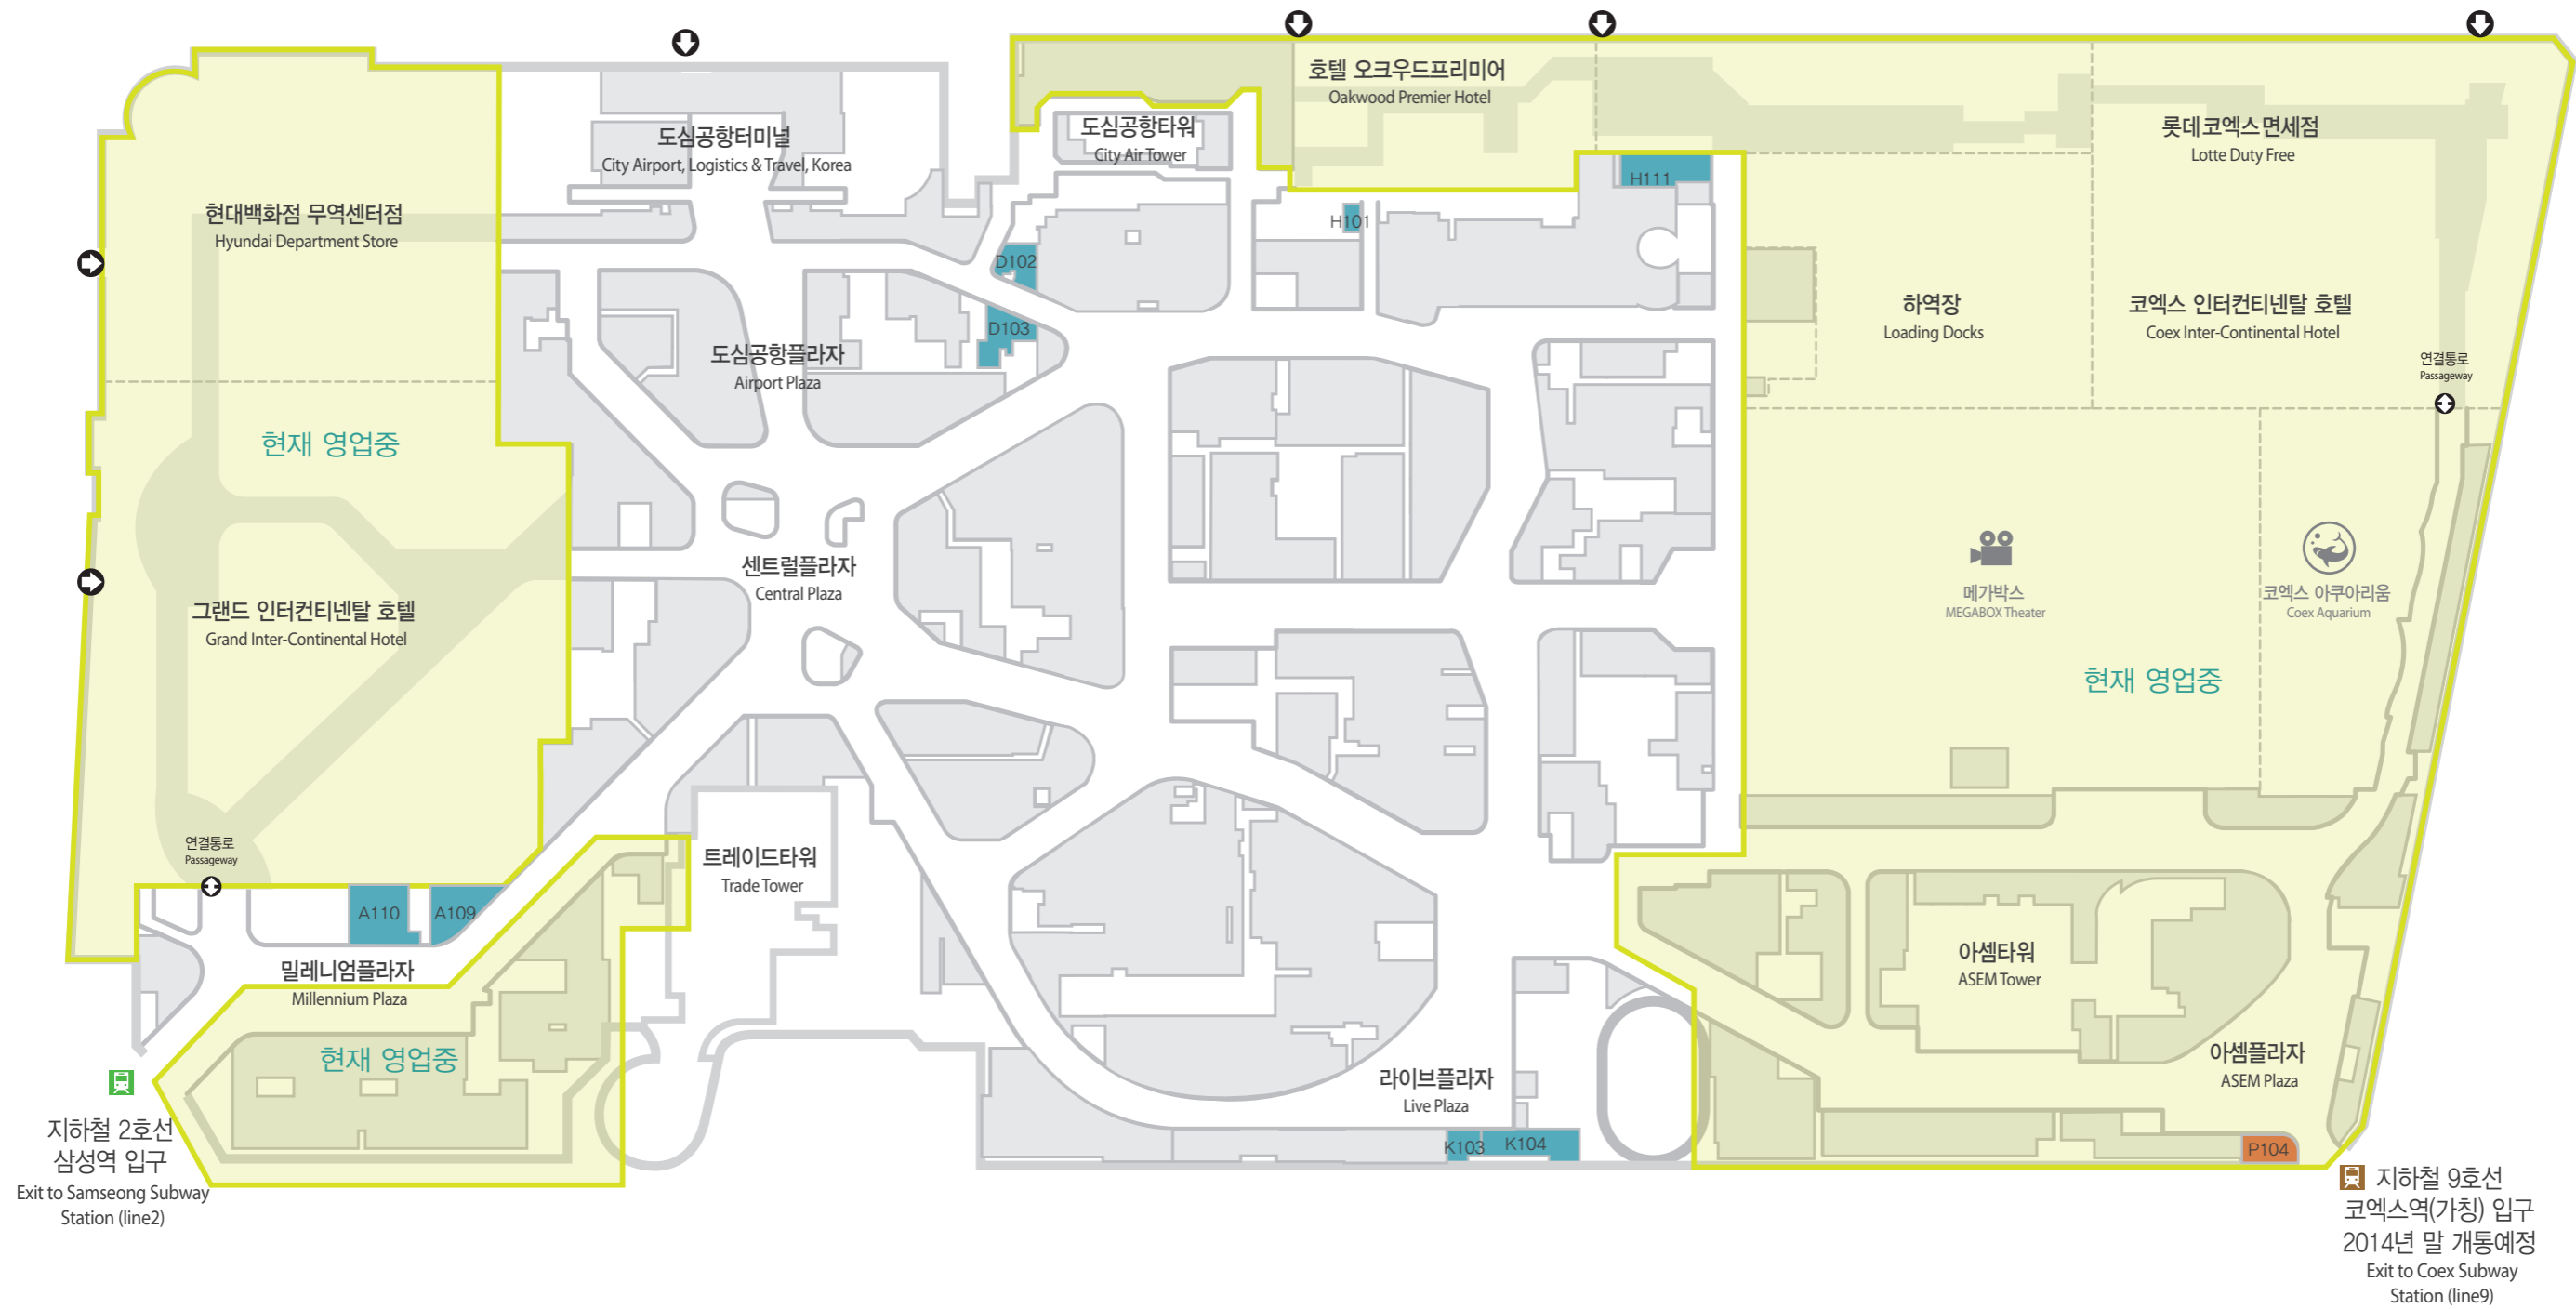 호텔 오크우드프리미어
Oakwood Premier Hotel
도심공항터미널
City Airport, Logistics & Travel, Korea
도심공항타워
City Air Tower
롯데코엑스면세점
Lotte Duty Free
H111
현대백화점 무역센터점
Hyundai Department Store
H101
D102
D103
하역장
Loading Docks
코엑스 인터컨티넨탈 호텔
Coex Inter-Continental Hotel
도심공항플라자
Airport Plaza
연결통로
Passageway
현재 영업중
센트럴플라자
Central Plaza
메가박스
MEGABOX Theater
코엑스 아쿠아리움
Coex Aquarium
그랜드 인터컨티넨탈 호텔
Grand Inter-Continental Hotel
현재 영업중
연결통로
Passageway
트레이드타워
Trade Tower
A110
A109
아셈타워
ASEM Tower
밀레니엄플라자
Millennium Plaza
현재 영업중
아셈플라자
ASEM Plaza
라이브플라자
Live Plaza
K103
K104
P104
지하철 2호선
삼성역 입구
Exit to Samseong Subway
Station (line2)
지하철 9호선
코엑스역(가칭) 입구
2014년 말 개통예정
Exit to Coex Subway
Station (line9)